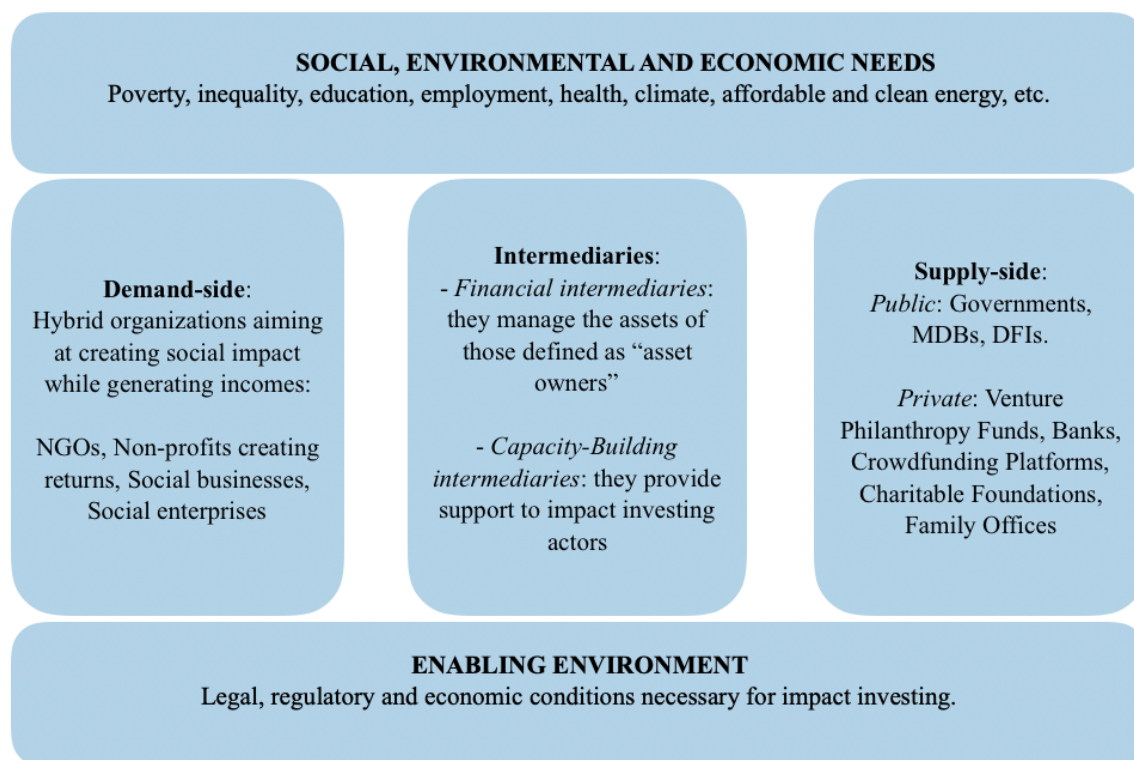 SOCIAL, ENVIRONMENTAL AND ECONOMIC NEEDS
Poverty, inequality, education, employment, health, climate, affordable and clean energy, etc.
Demand-side:
Hybrid organizations aiming
at creating social impact
while generating incomes:
NGOs, Non-profits creating
returns, Social businesses,
Social enterprises
Intermediaries:
- Financial intermediaries:
they manage the assets of
those defined as “asset
owners”
- Capacity-Building
intermediaries: they provide
support to impact investing
actors
Supply-side:
Public: Governments,
MDBs, DFIs.
Private: Venture
Philanthropy Funds, Banks,
Crowdfunding Platforms,
Charitable Foundations,
Family Offices
ENABLING ENVIRONMENT
Legal, regulatory and economic conditions necessary for impact investing.